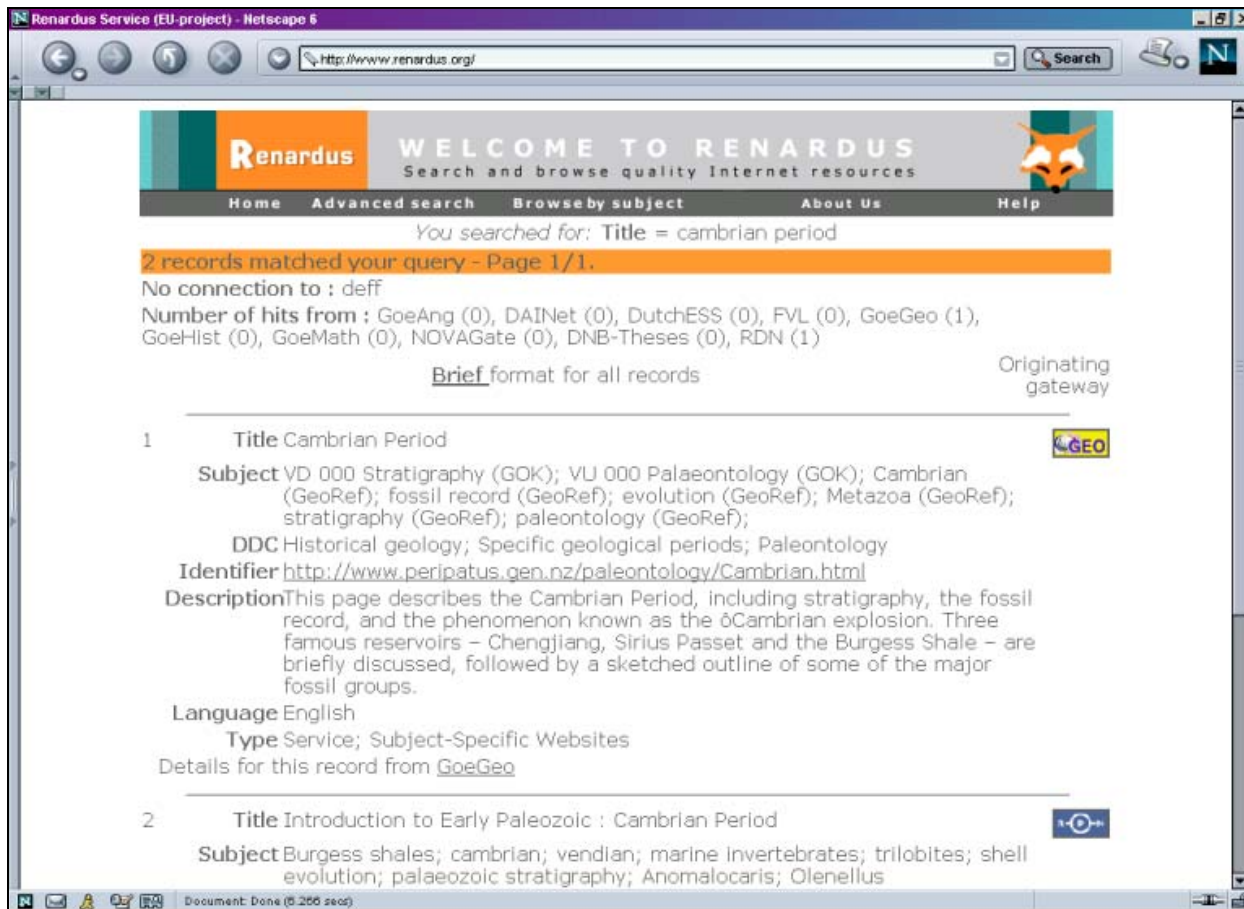 Renardus Service (EU-project) - Netscape 6
http://www.renardus.org/
Search
N
Renardus
WELCOME TO RENARDUS
Search and browse quality Internet resources
Home Advanced search Browse by subject About Us Help
You searched for: Title = cambrian period
2 records matched your query - Page 1/1.
No connection to : deff
Number of hits from : GoeAng (0), DAINet (0), DutchESS (0), FVL (0), GoeGeo (1),
GoeHist (0), GoeMath (0), NOVAGate (0), DNB-Theses (0), RDN (1)
Brief format for all records
Originating
gateway
1 Title Cambrian Period
GEO
Subject VD 000 Stratigraphy (GOK); VU 000 Palaeontology (GOK); Cambrian
(GeoRef); fossil record (GeoRef); evolution (GeoRef); Metazoa (GeoRef);
stratigraphy (GeoRef); paleontology (GeoRef);
DDC Historical geology; Specific geological periods; Paleontology
Identifier http://www.peripatus.gen.nz/paleontology/Cambrian.html
Description This page describes the Cambrian Period, including stratigraphy, the fossil
record, and the phenomenon known as the ôCambrian explosion. Three
famous reservoirs – Chengjiang, Sirius Passet and the Burgess Shale – are
briefly discussed, followed by a sketched outline of some of the major
fossil groups.
Language English
Type Service; Subject-Specific Websites
Details for this record from GoeGeo
2 Title Introduction to Early Paleozoic : Cambrian Period
Subject Burgess shales; cambrian; vendian; marine invertebrates; trilobites; shell
evolution; palaeozoic stratigraphy; Anomalocaris; Olenellus
Document: Done (6.266 secs)